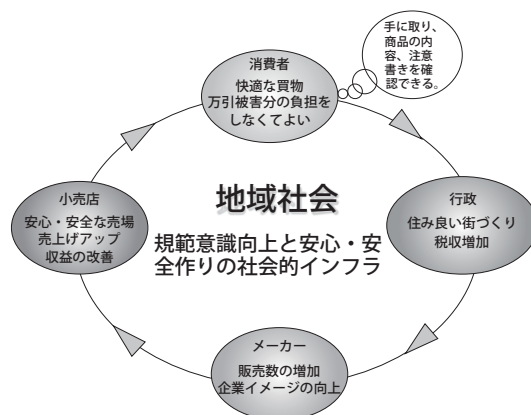 手に取り、
商品の内
容、注意
書きを確
認できる。
消費者
快適な買物
万引被害分の負担を
しなくてよい
小売店
安心・安全な売場
売上げアップ
収益の改善
地域社会
規範意識向上と安心・安
全作りの社会的インフラ
行政
住み良い街づくり
税収増加
メーカー
販売数の増加
企業イメージの向上